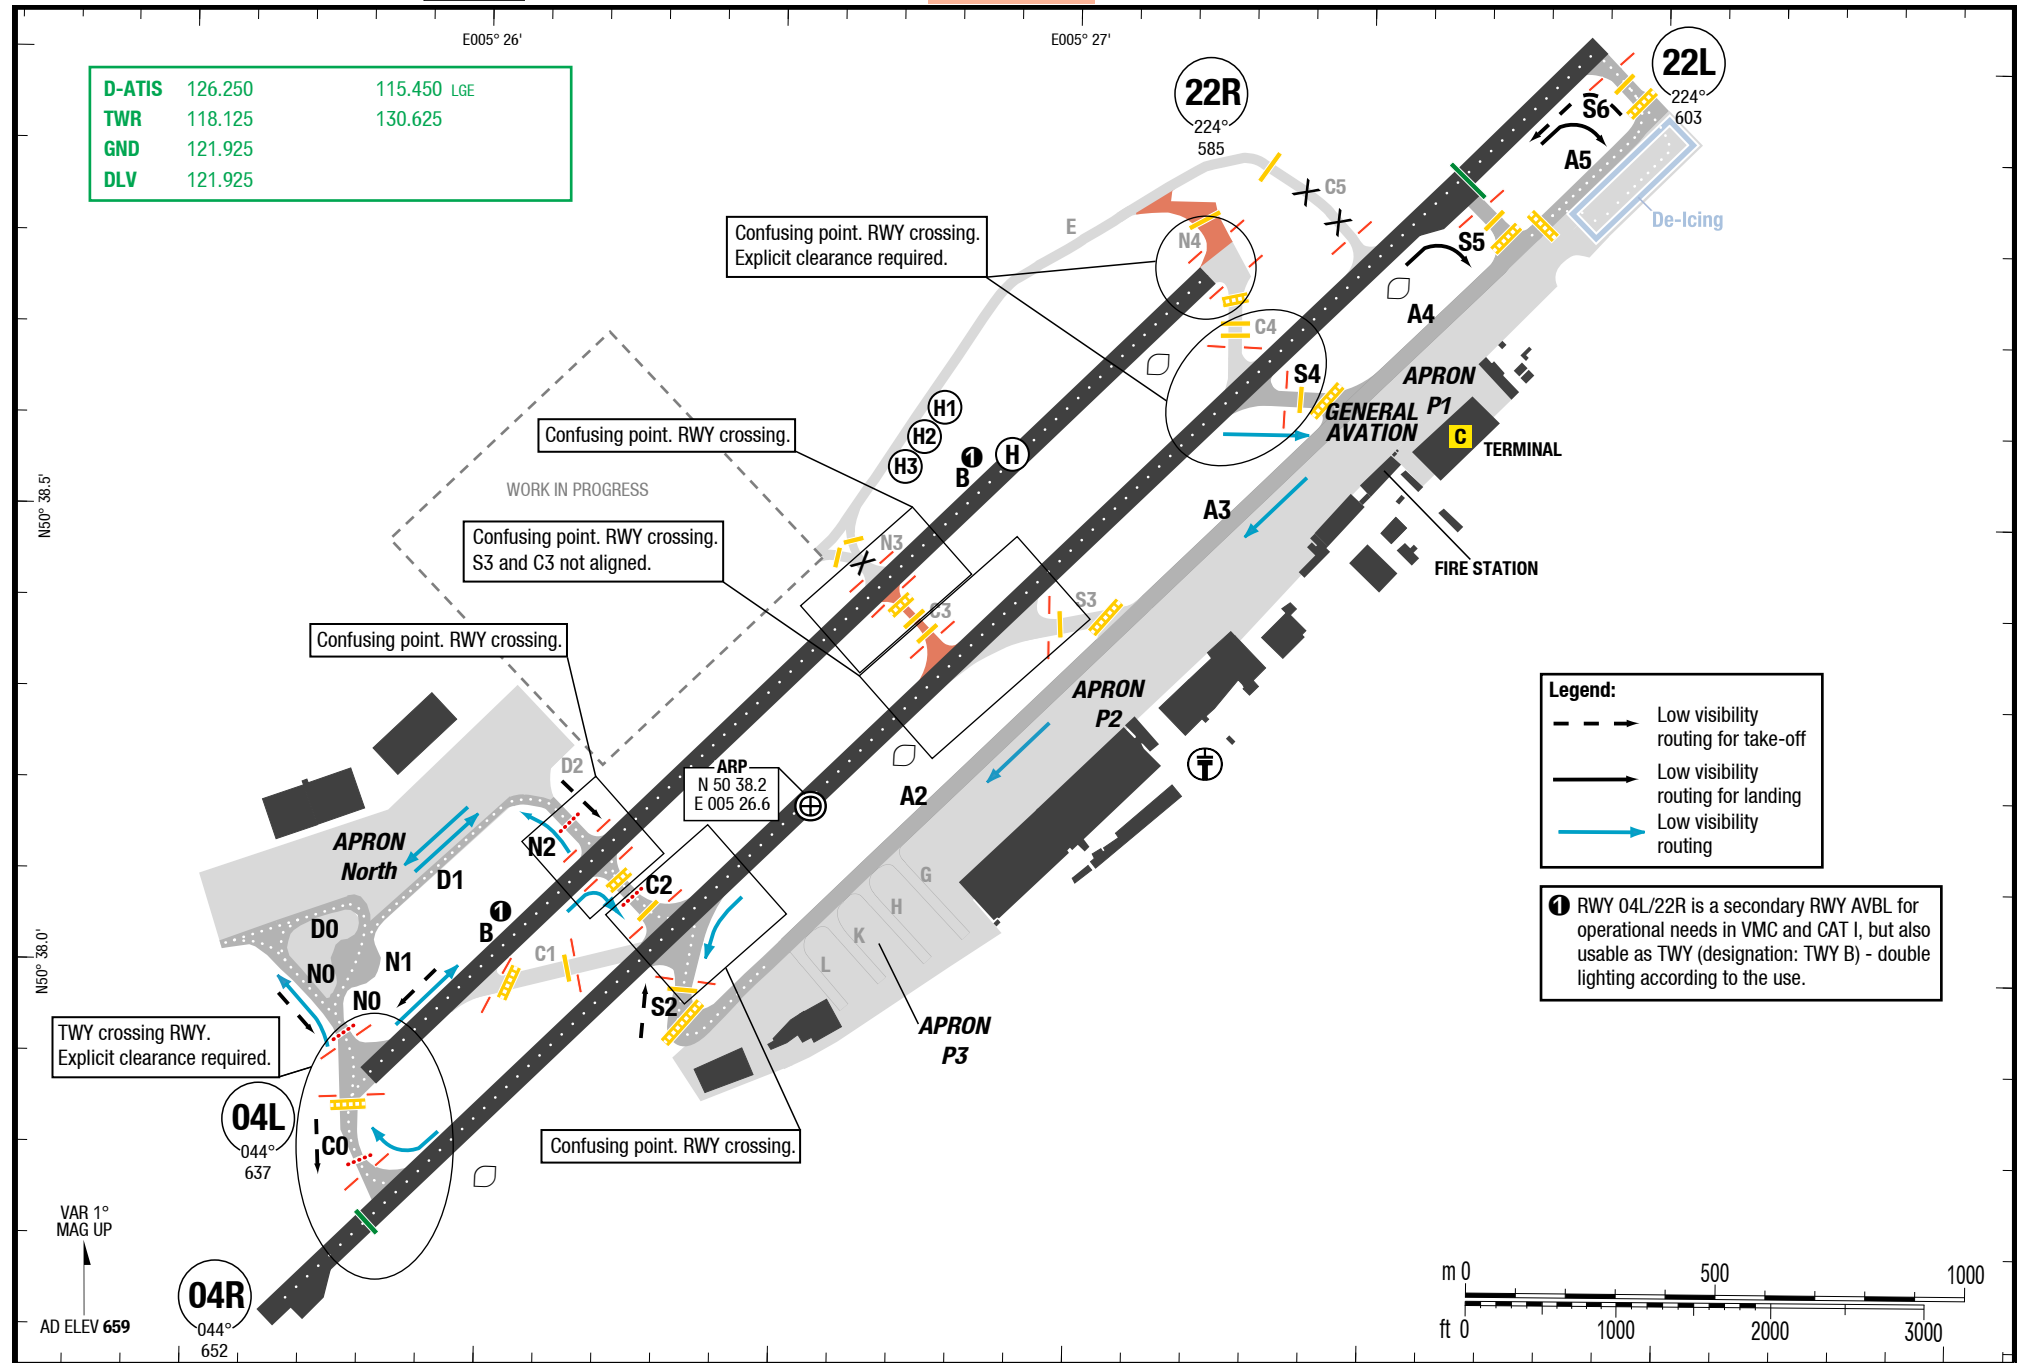 E005° 26'
E005° 27'
D-ATIS 126.250 115.450 LGE
TWR 118.125 130.625
GND 121.925
DLV 121.925
22R
224°
585
22L
224°
603
S6
A5
De-Icing
C5
E
N4
S5
Confusing point. RWY crossing.
Explicit clearance required.
A4
C4
S4
APRON
P1
GENERAL
AVATION
C
TERMINAL
H1
H2
H3
H
1
B
Confusing point. RWY crossing.
WORK IN PROGRESS
N50° 38.5'
A3
Confusing point. RWY crossing.
S3 and C3 not aligned.
N3
C3
S3
FIRE STATION
Confusing point. RWY crossing.
APRON
P2
Legend:
Low visibility
routing for take-off
Low visibility
routing for landing
Low visibility
routing
D2
ARP
N 50 38.2
E 005 26.6
A2
APRON
North
N2
D1
C2
G
H
K
L
1
B
D0
N0
N1
N0
C1
S2
N50° 38.0'
1 RWY 04L/22R is a secondary RWY AVBL for
operational needs in VMC and CAT I, but also
usable as TWY (designation: TWY B) - double
lighting according to the use.
APRON
P3
TWY crossing RWY.
Explicit clearance required.
04L
044°
637
C0
Confusing point. RWY crossing.
VAR 1°
MAG UP
AD ELEV 659
04R
044°
652
m 0 500 1000
ft 0 1000 2000 3000